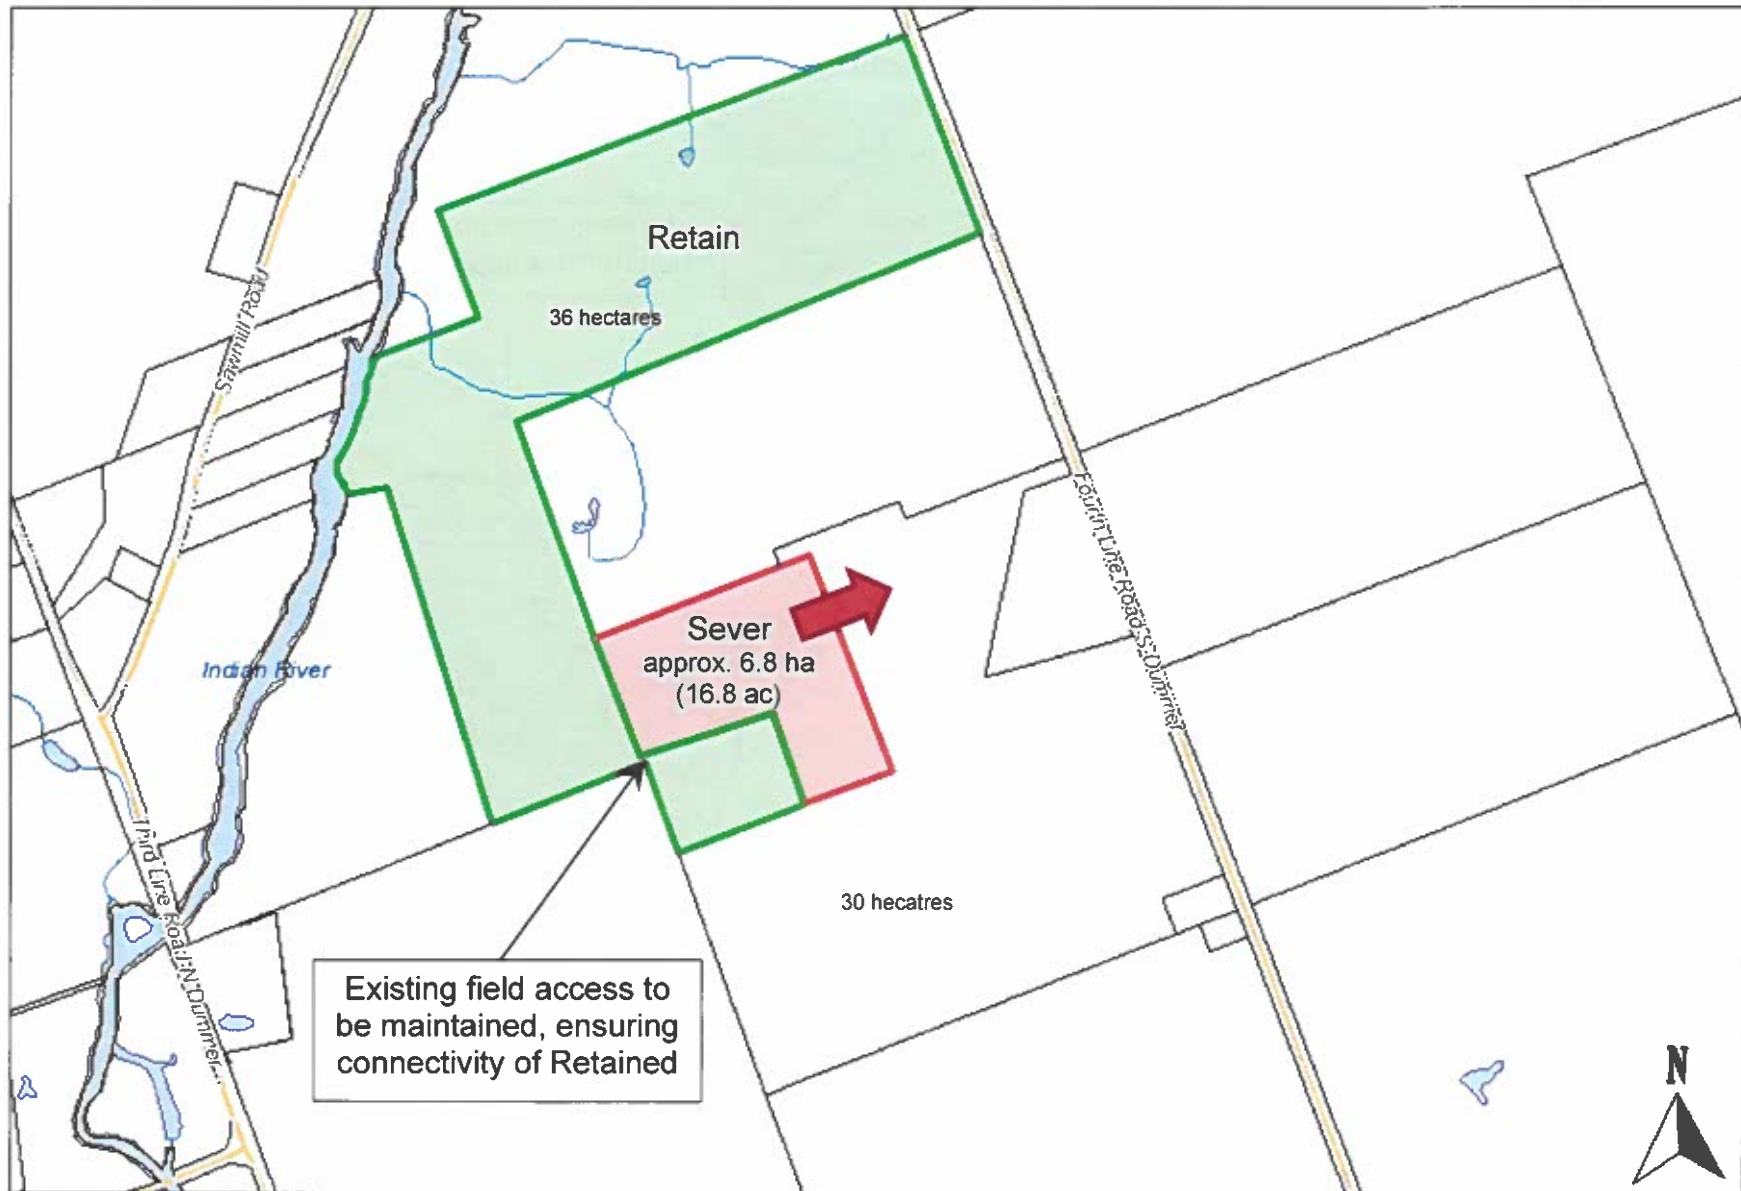 Retain
36 hectares
Sawmill Road
Fourth Line Road S Dummer
Sever
approx. 6.8 ha
(16.8 ac)
Indian River
Third Line Road N Dummer
30 hecatres
Existing field access to
be maintained, ensuring
connectivity of Retained
N